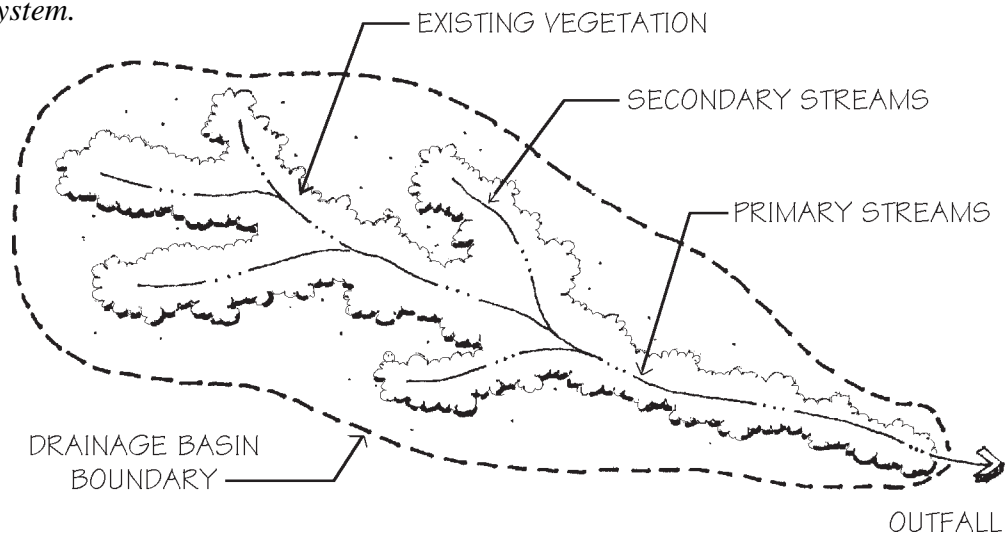 ystem.
EXISTING VEGETATION
SECONDARY STREAMS
PRIMARY STREAMS
DRAINAGE BASIN
BOUNDARY
OUTFALL